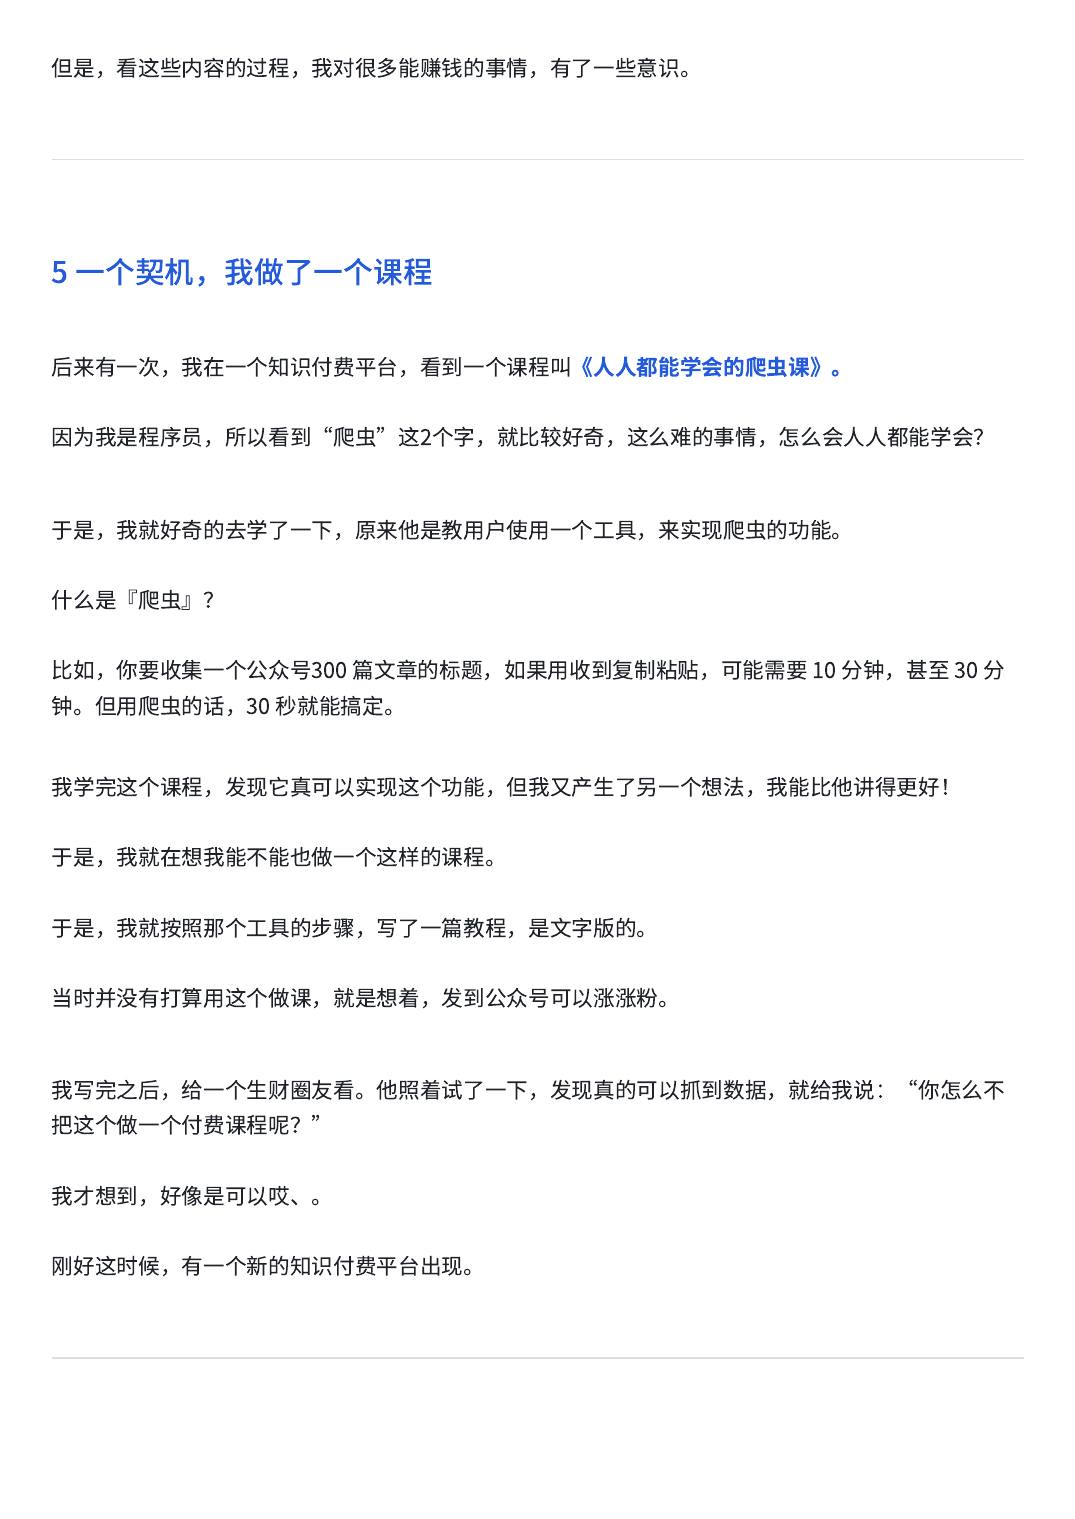 但是，看这些内容的过程，我对很多能赚钱的事情，有了一些意识。
5 一个契机，我做了一个课程
后来有一次，我在一个知识付费平台，看到一个课程叫《人人都能学会的爬虫课》。
因为我是程序员，所以看到“爬虫”这2个字，就比较好奇，这么难的事情，怎么会人人都能学会？
于是，我就好奇的去学了一下，原来他是教用户使用一个工具，来实现爬虫的功能。
什么是『爬虫』？
比如，你要收集一个公众号300 篇文章的标题，如果用收到复制粘贴，可能需要 10 分钟，甚至 30 分
钟。但用爬虫的话，30 秒就能搞定。
我学完这个课程，发现它真可以实现这个功能，但我又产生了另一个想法，我能比他讲得更好！
于是，我就在想我能不能也做一个这样的课程。
于是，我就按照那个工具的步骤，写了一篇教程，是文字版的。
当时并没有打算用这个做课，就是想着，发到公众号可以涨涨粉。
我写完之后，给一个生财圈友看。他照着试了一下，发现真的可以抓到数据，就给我说：“你怎么不
把这个做一个付费课程呢？”
我才想到，好像是可以哎、。
刚好这时候，有一个新的知识付费平台出现。